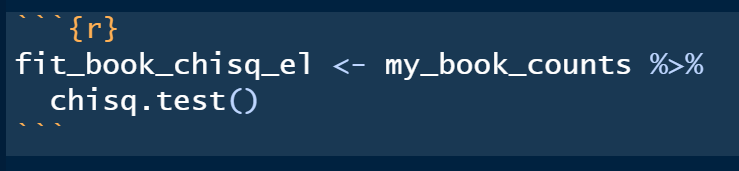 ```{r}
fit_book_chisq_el <- my_book_counts %>%
  chisq.test()
```